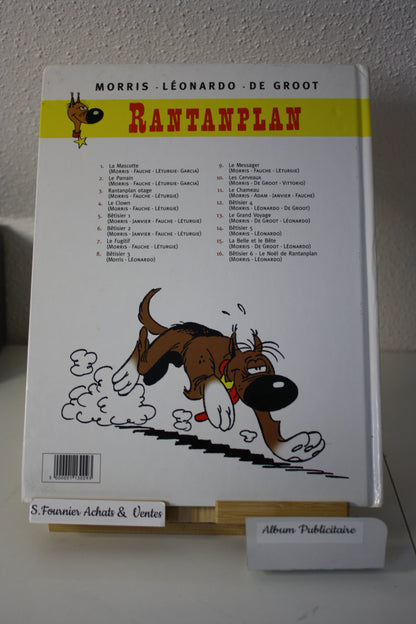 MORRIS - LÉONARDO - DE GROOT
RANTANPLAN
1. La Mascotte
(MORRIS - FAUCHE - LÉTURGIE - GARCIA)
2. Le Parrain
(MORRIS - FAUCHE - LÉTURGIE - GARCIA)
3. Rantanplan otage
(MORRIS - FAUCHE - LÉTURGIE)
4. Le Clown
(MORRIS - FAUCHE - LÉTURGIE)
5. Bêtisier 1
(MORRIS - JANVIER - FAUCHE - LÉTURGIE)
6. Bêtisier 2
(MORRIS - JANVIER - FAUCHE - LÉTURGIE)
7. Le Fugitif
(MORRIS - FAUCHE - LÉTURGIE)
8. Bêtisier 3
(Morris - LÉONARDO)
9. Le Messager
(MORRIS - FAUCHE - LÉTURGIE)
10. Les Cerveaux
(MORRIS - DE GROOT - VITTORIO)
11. Le Chameau
(MORRIS - ADAM - JANVIER - FAUCHE)
12. Bêtisier 4
(MORRIS - LÉONARDO - DE GROOT)
13. Le Grand Voyage
(MORRIS - DE GROOT - LÉONARDO)
14. Bêtisier 5
(MORRIS - LÉONARDO)
15. La Belle et le Bête
(MORRIS - DE GROOT - LÉONARDO)
16. Bêtisier 6 - Le Noël de Rantanplan
(MORRIS - LÉONARDO)
S.Fournier Achats & Ventes
Album Publicitaire